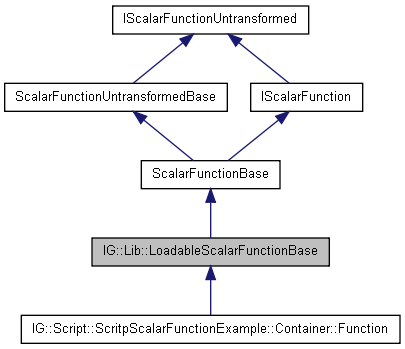 IScalarFunctionUntransformed
ScalarFunctionUntransformedBase
IScalarFunction
ScalarFunctionBase
IG::Lib::LoadableScalarFunctionBase
IG::Script::ScritpScalarFunctionExample::Container::Function